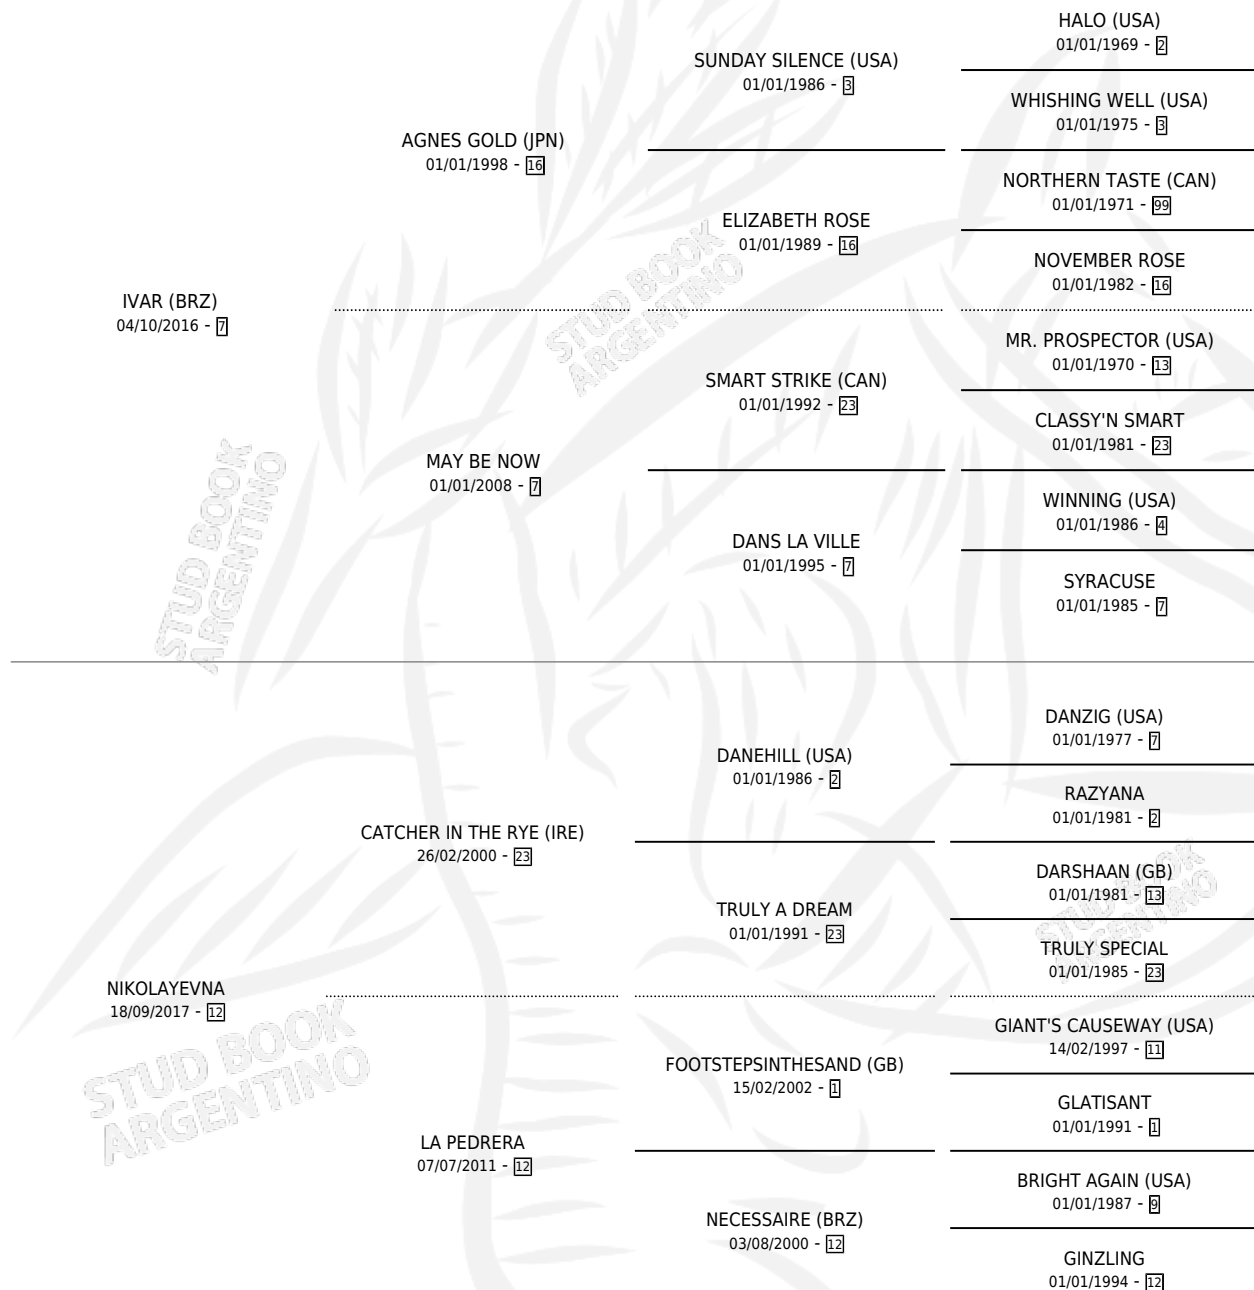 HALO (USA)
01/01/1969 - 2
SUNDAY SILENCE (USA)
01/01/1986 - 3
WHISHING WELL (USA)
01/01/1975 - 3
AGNES GOLD (JPN)
01/01/1998 - 16
NORTHERN TASTE (CAN)
01/01/1971 - 99
ELIZABETH ROSE
01/01/1989 - 16
NOVEMBER ROSE
01/01/1982 - 16
IVAR (BRZ)
04/10/2016 - 7
MR. PROSPECTOR (USA)
01/01/1970 - 13
SMART STRIKE (CAN)
01/01/1992 - 23
CLASSY'N SMART
01/01/1981 - 23
MAY BE NOW
01/01/2008 - 7
WINNING (USA)
01/01/1986 - 4
DANS LA VILLE
01/01/1995 - 7
SYRACUSE
01/01/1985 - 7
DANZIG (USA)
01/01/1977 - 7
DANEHILL (USA)
01/01/1986 - 2
RAZYANA
01/01/1981 - 2
CATCHER IN THE RYE (IRE)
26/02/2000 - 23
DARSHAAN (GB)
01/01/1981 - 13
TRULY A DREAM
01/01/1991 - 23
TRULY SPECIAL
01/01/1985 - 23
NIKOLAYEVNA
18/09/2017 - 12
GIANT'S CAUSEWAY (USA)
14/02/1997 - 11
FOOTSTEPSINTHESAND (GB)
15/02/2002 - 1
GLATISANT
01/01/1991 - 1
LA PEDRERA
07/07/2011 - 12
BRIGHT AGAIN (USA)
01/01/1987 - 9
NECESSAIRE (BRZ)
03/08/2000 - 12
GINZLING
01/01/1994 - 12
STUD BOOK
ARGENTINO
STUD BOOK
ARGENTINO
STUD BOOK
ARGENTINO
STUD BOOK
ARGENTINO